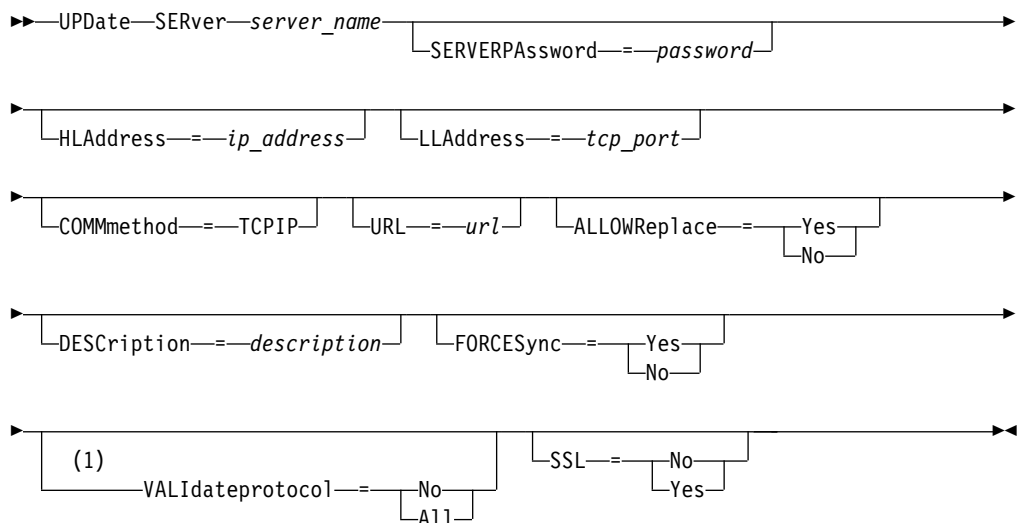 UPDate SERver server_name
SERVERPAssword = password
HLAddress = ip_address LLAddress = tcp_port
COMMmethod = TCPIP URL = url ALLOWReplace = Yes
No
DESCription = description FORCESync = Yes
No
(1)
VALIdateprotocol = No
All
SSL = No
Yes